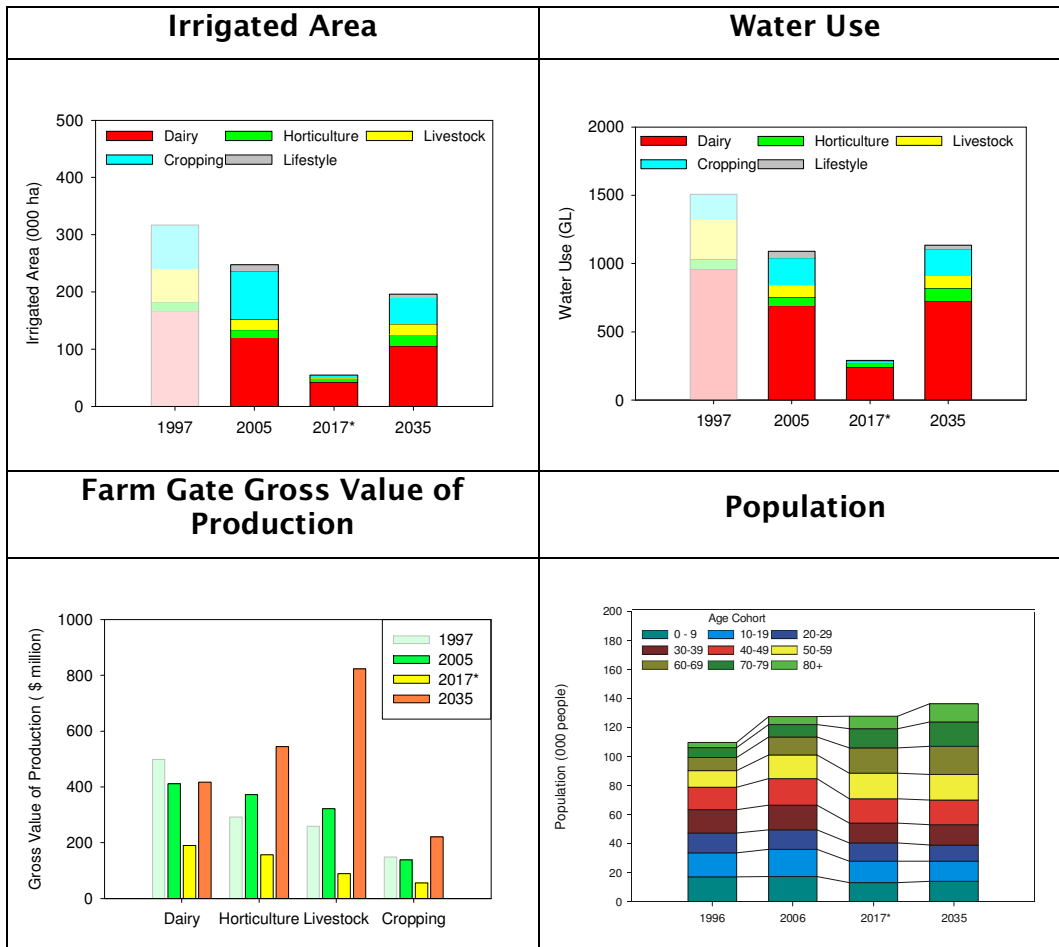 Irrigated Area
Water Use
Irrigated Area (000 ha)
500
400
300
200
100
0
Dairy
Horticulture
Livestock
Cropping
Lifestyle
1997
2005
2017*
2035
Water Use (GL)
2000
1500
1000
500
0
Dairy
Horticulture
Livestock
Cropping
Lifestyle
1997
2005
2017*
2035
Farm Gate Gross Value of
Production
Population
Gross Value of Production ( $ million)
1000
800
600
400
200
0
1997
2005
2017*
2035
Dairy
Horticulture
Livestock
Cropping
Population (000 people)
200
180
160
140
120
100
80
60
40
20
0
Age Cohort
0 - 9
10-19
20-29
30-39
40-49
50-59
60-69
70-79
80+
1996
2006
2017*
2035